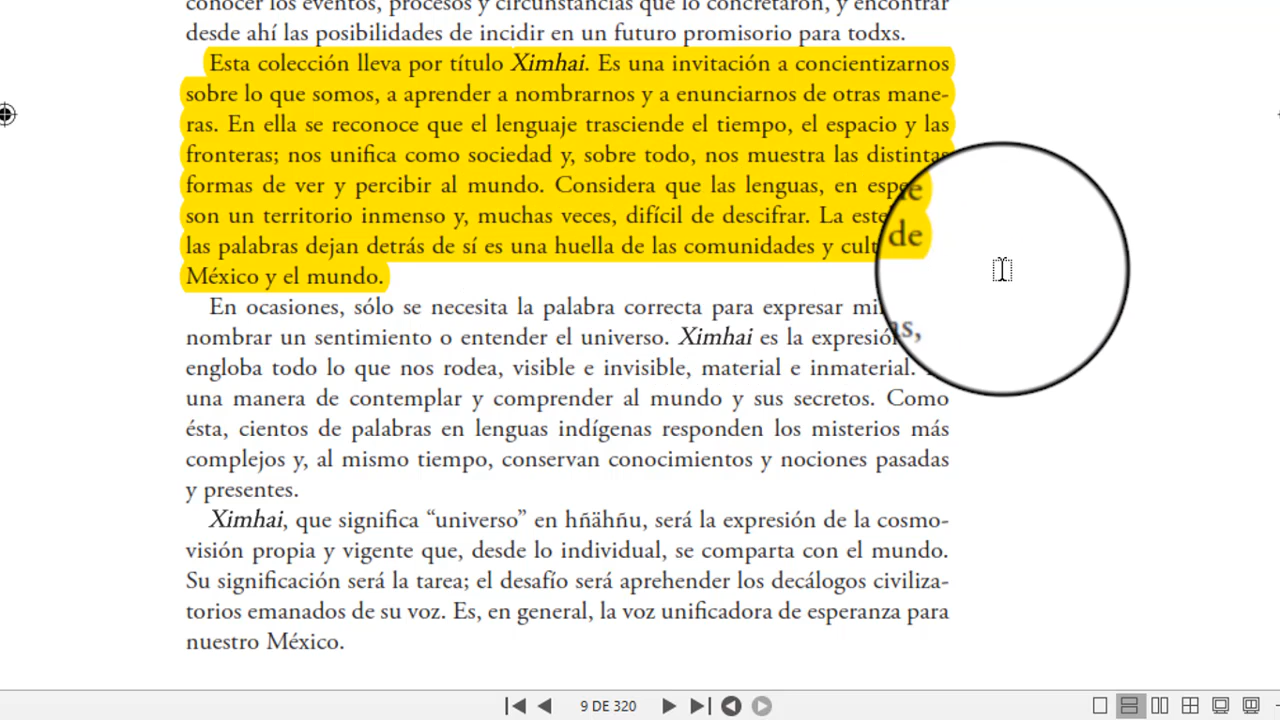 conocer los eventos, procesos y circunstancias que lo concretaron, y encontrar
desde ahí las posibilidades de incidir en un futuro promisorio para todxs.
Esta colección lleva por título Ximhai. Es una invitación a concientizarnos
sobre lo que somos, a aprender a nombrarnos y a enunciarnos de otras mane-
ras. En ella se reconoce que el lenguaje trasciende el tiempo, el espacio y las
fronteras; nos unifica como sociedad y, sobre todo, nos muestra las distintas
formas de ver y percibir al mundo. Considera que las lenguas, en
son un territorio inmenso y, muchas veces, difícil de descifrar. La
las palabras dejan detrás de sí es una huella de las comunidades y de
México y el mundo.
En ocasiones, sólo se necesita la palabra correcta para expresar
nombrar un sentimiento o entender el universo. Ximhai es la expresión
engloba todo lo que nos rodea, visible e invisible, material e inmaterial.
una manera de contemplar y comprender al mundo y sus secretos. Como
ésta, cientos de palabras en lenguas indígenas responden los misterios más
complejos y, al mismo tiempo, conservan conocimientos y nociones pasadas
y presentes.
Ximhai, que significa “universo” en hñähñu, será la expresión de la cosmo-
visión propia y vigente que, desde lo individual, se comparta con el mundo.
Su significación será la tarea; el desafío será aprehender los decálogos civiliza-
torios emanados de su voz. Es, en general, la voz unificadora de esperanza para
nuestro México.
9 DE 320